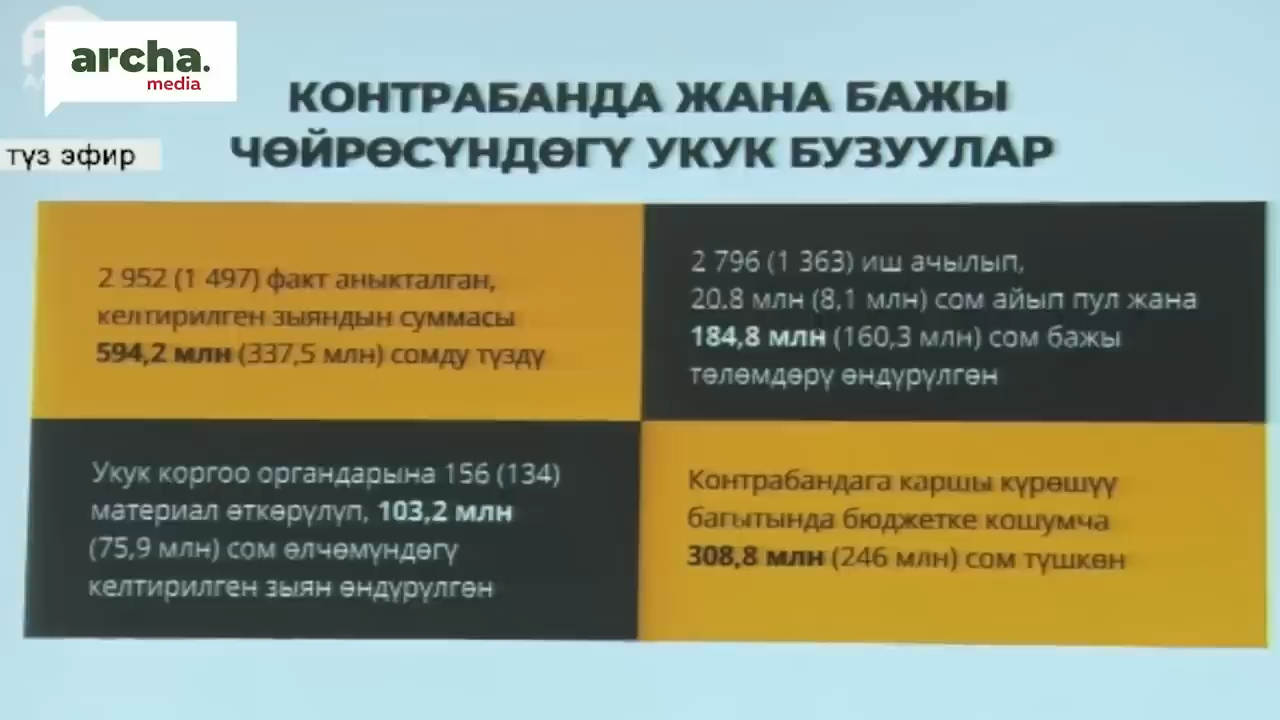 archa.
media
түз эфир
КОНТРАБАНДА ЖАНА БАЖЫ
ЧӨЙРӨСҮНДӨГҮ УКУК БУЗУУЛАР
2 952 (1 497) факт аныкталган,
келтирилген зыяндын суммасы
594,2 млн (337,5 млн) сомду түздү
2 796 (1 363) иш ачылып,
20,8 млн (8,1 млн) сом айып пул жана
184,8 млн (160,3 млн) сом бажы
төлөмдөрү өндүрүлгөн
Укук коргоо органдарына 156 (134)
материал өткөрүлүп, 103,2 млн
(75,9 млн) сом өлчөмүндөгү
келтирилген зыян өндүрүлгөн
Контрабандага каршы күрөшүү
багытында бюджетке кошумча
308,8 млн (246 млн) сом түшкөн